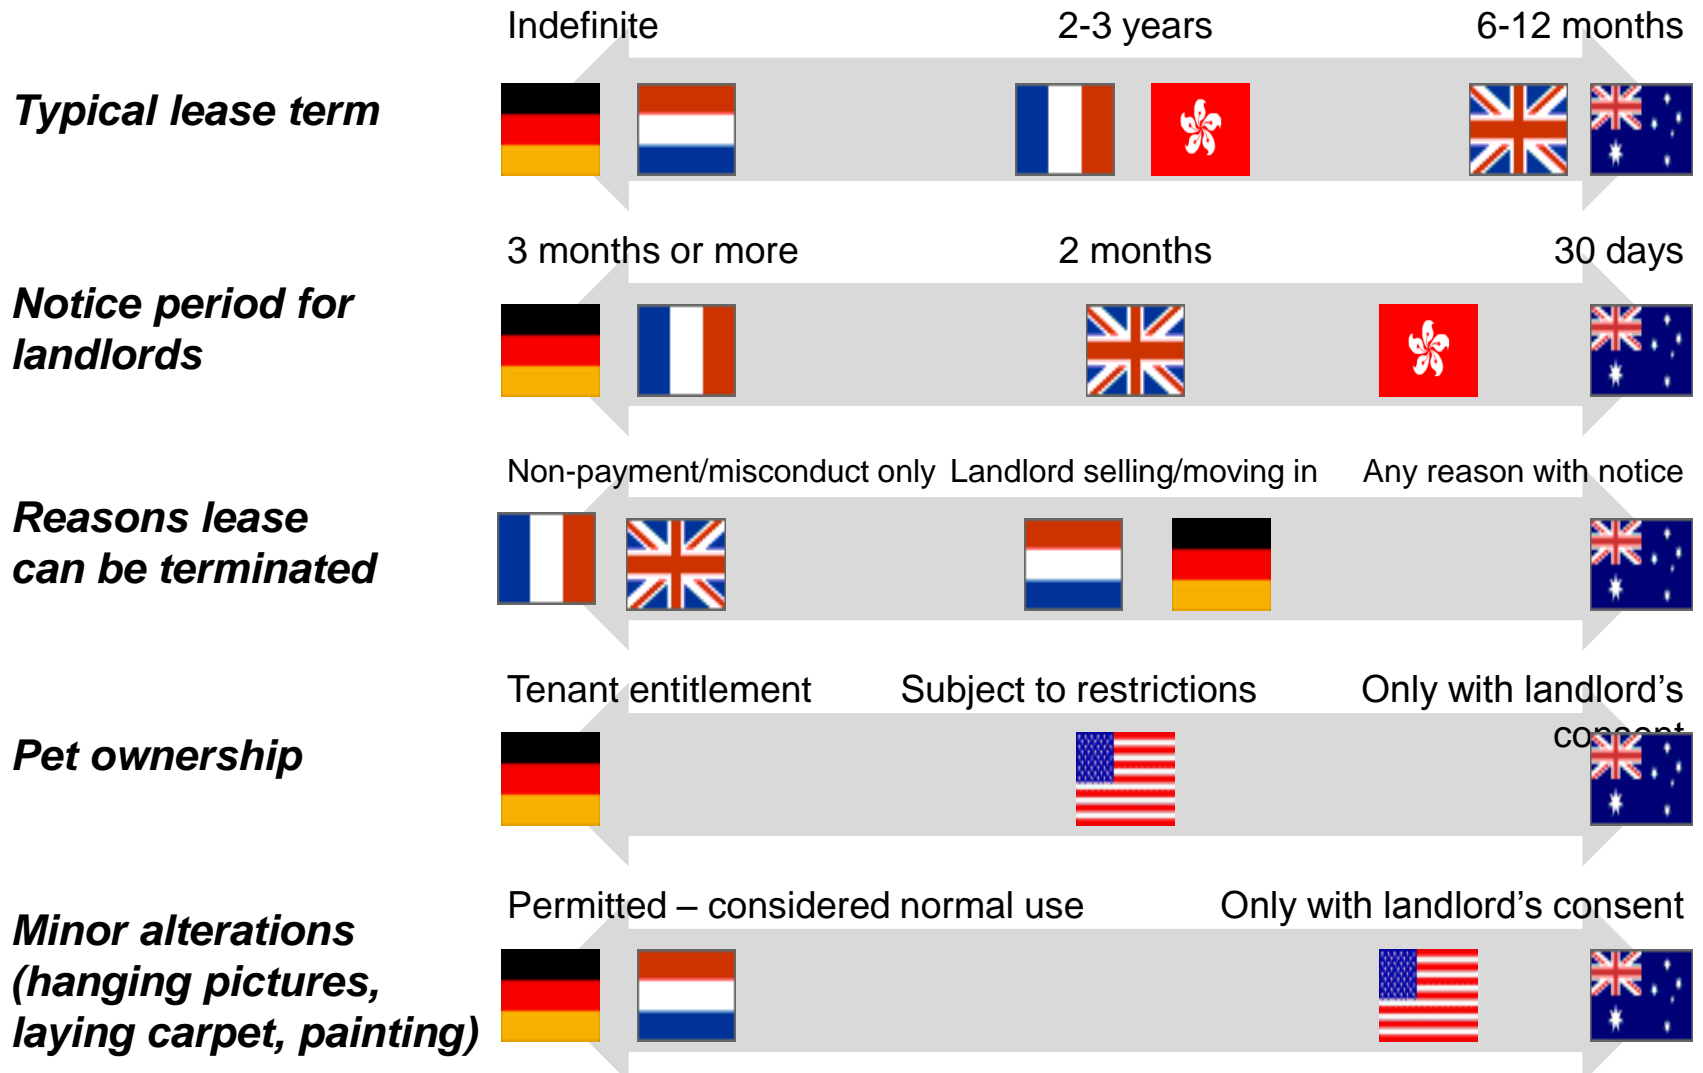 Indefinite 2-3 years 6-12 months
Typical lease term
3 months or more 2 months 30 days
Notice period for
landlords
Non-payment/misconduct only Landlord selling/moving in Any reason with notice
Reasons lease
can be terminated
Tenant entitlement Subject to restrictions Only with landlord’s
consent
Pet ownership
Permitted – considered normal use Only with landlord’s consent
Minor alterations
(hanging pictures,
laying carpet, painting)